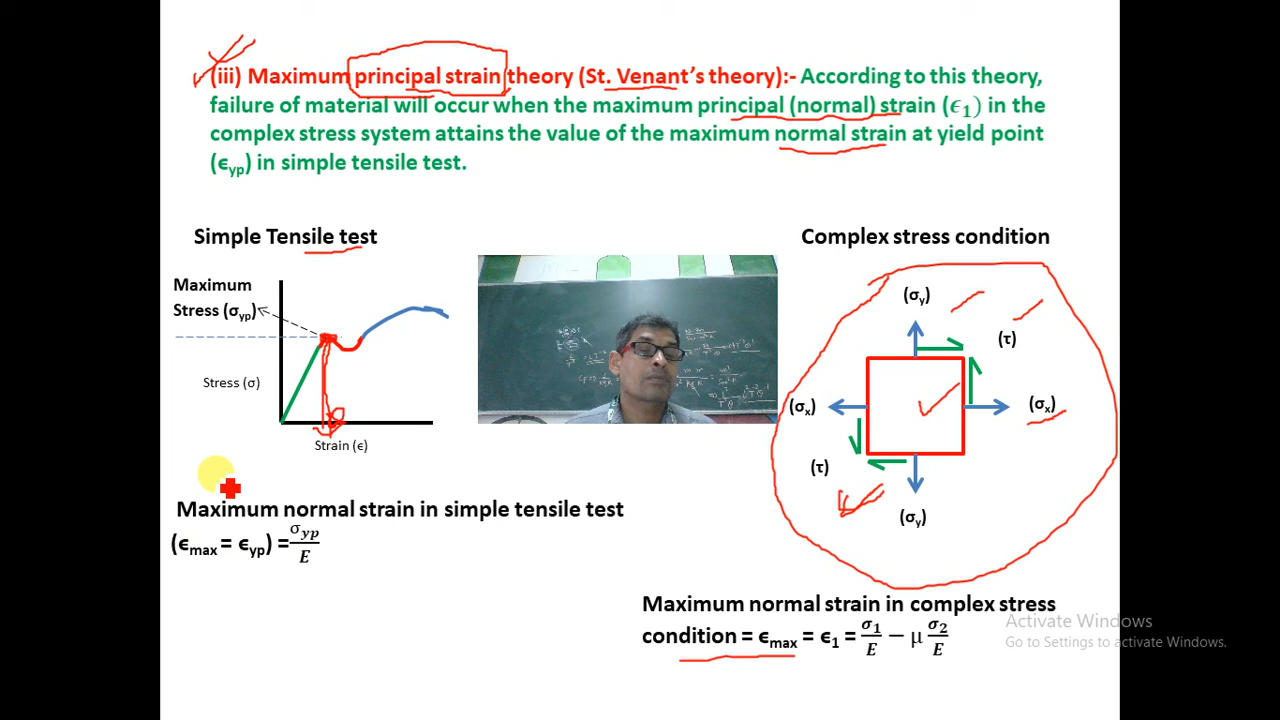 (iii) Maximum principal strain theory (St. Venant's theory):- According to this theory,
failure of material will occur when the maximum principal (normal) strain (ϵ₁) in the
complex stress system attains the value of the maximum normal strain at yield point
(ϵyp) in simple tensile test.
Simple Tensile test
Complex stress condition
Maximum
Stress (σyp)
Stress (σ)
Strain (ϵ)
(σy)
(τ)
(σx)
(σx)
(τ)
(σy)
Maximum normal strain in simple tensile test
(ϵmax = ϵyp) = σyp/E
Maximum normal strain in complex stress
condition = ϵmax = ϵ₁ = σ₁/E − μ σ₂/E
Activate Windows
Go to Settings to activate Windows.